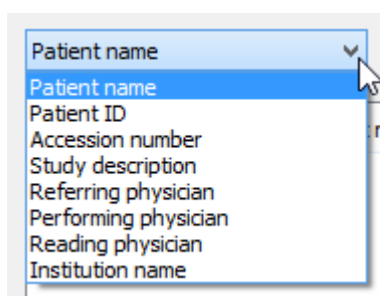 Patient name
Patient name
Patient ID
Accession number
Study description
Referring physician
Performing physician
Reading physician
Institution name